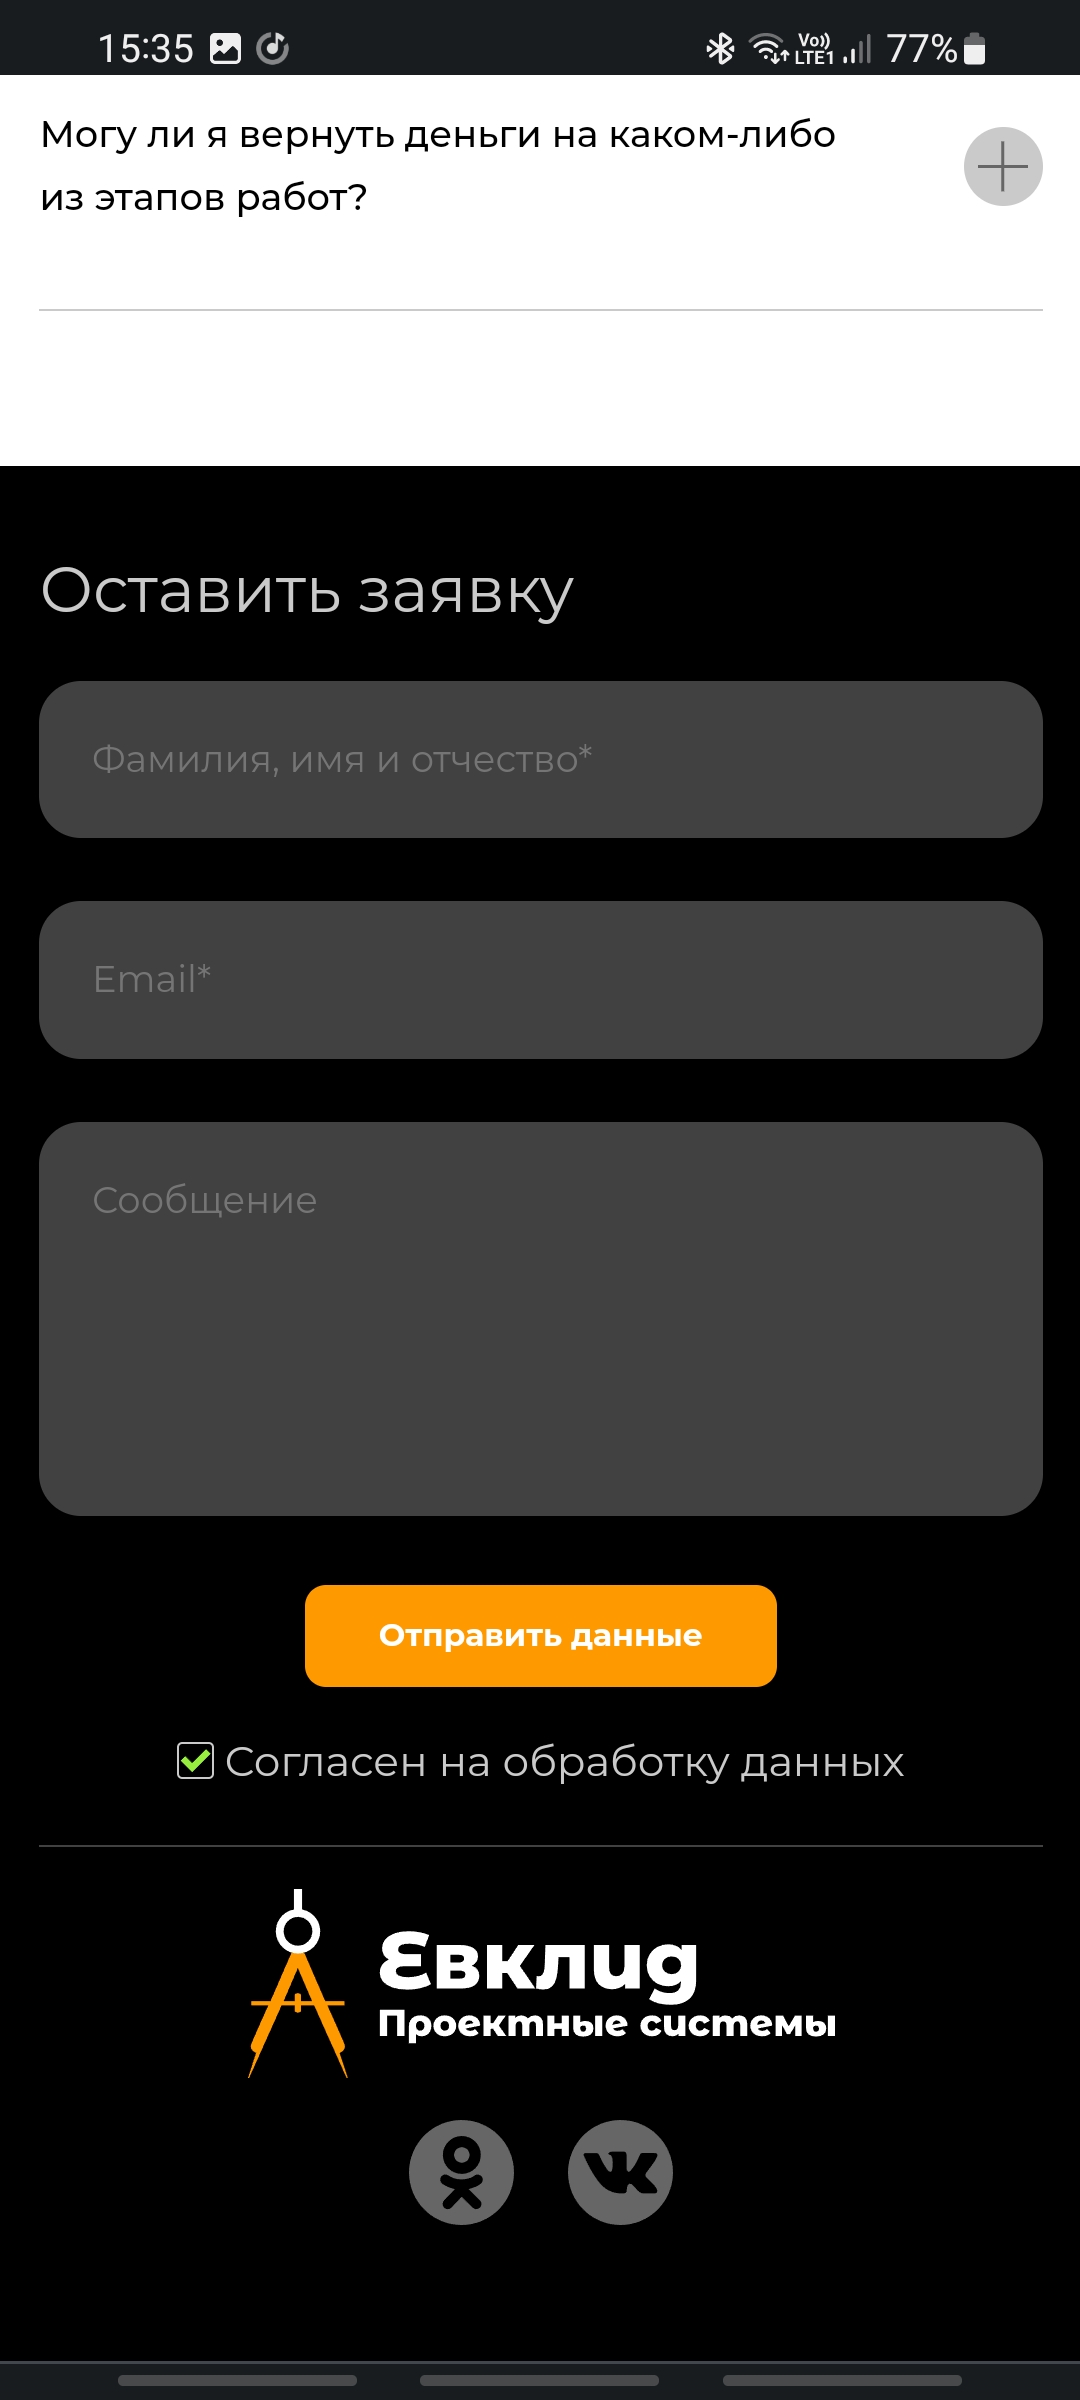 15:35
Vo)) LTE1 77%
Могу ли я вернуть деньги на каком-либо
из этапов работ?
Оставить заявку
Фамилия, имя и отчество*
Email*
Сообщение
Отправить данные
Согласен на обработку данных
Евклид
Проектные системы